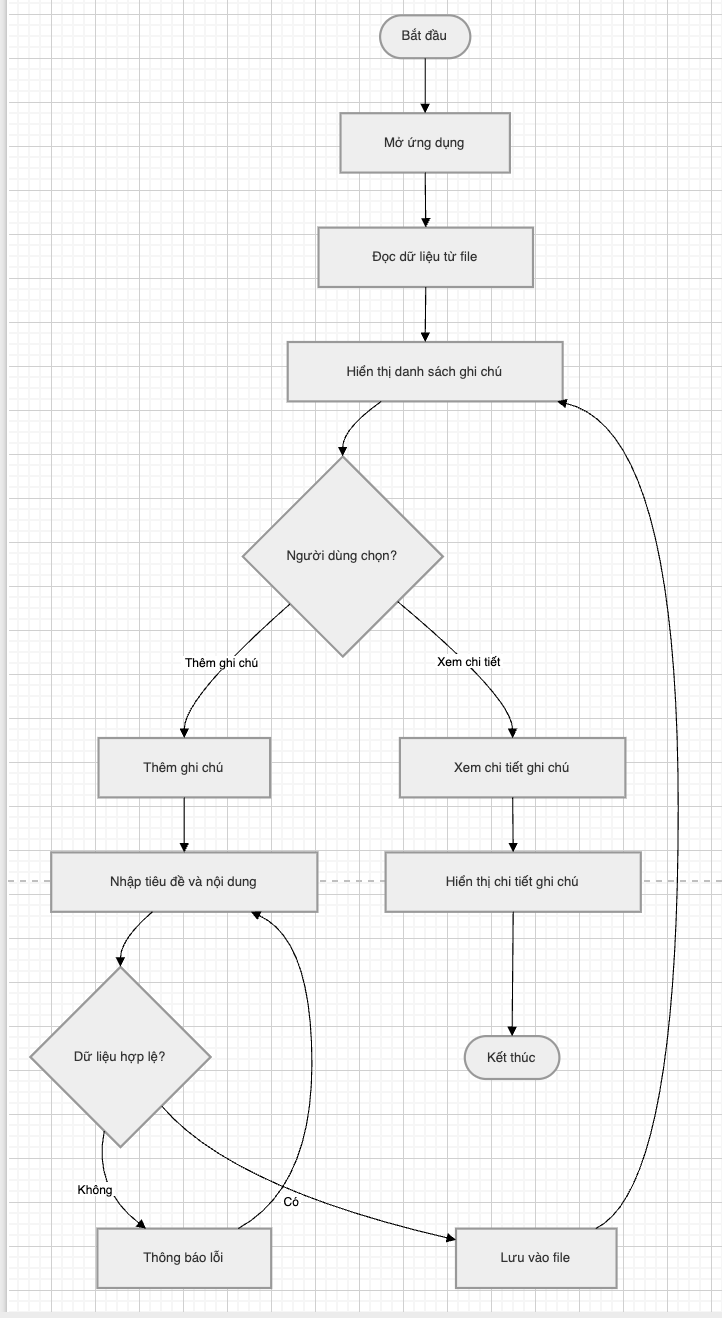 Bắt đầu
Mở ứng dụng
Đọc dữ liệu từ file
Hiển thị danh sách ghi chú
Người dùng chọn?
Thêm ghi chú
Xem chi tiết
Thêm ghi chú
Xem chi tiết ghi chú
Nhập tiêu đề và nội dung
Hiển thị chi tiết ghi chú
Dữ liệu hợp lệ?
Kết thúc
Không
Có
Thông báo lỗi
Lưu vào file